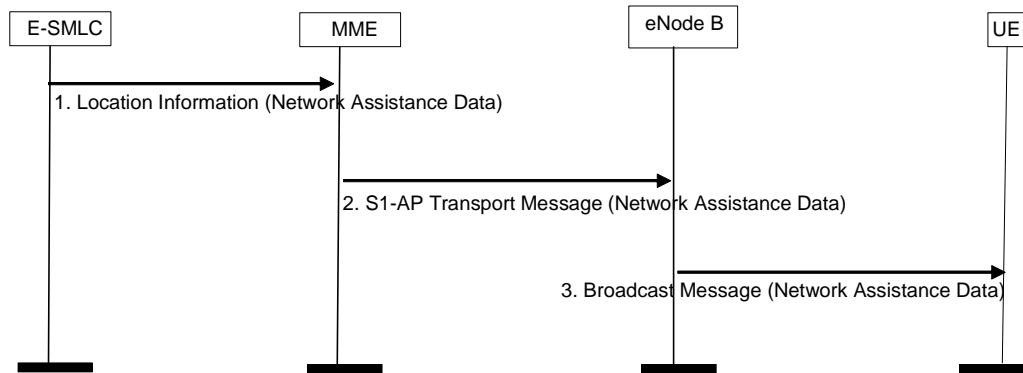 E-SMLC
MME
eNode B
UE
1. Location Information (Network Assistance Data)
2. S1-AP Transport Message (Network Assistance Data)
3. Broadcast Message (Network Assistance Data)